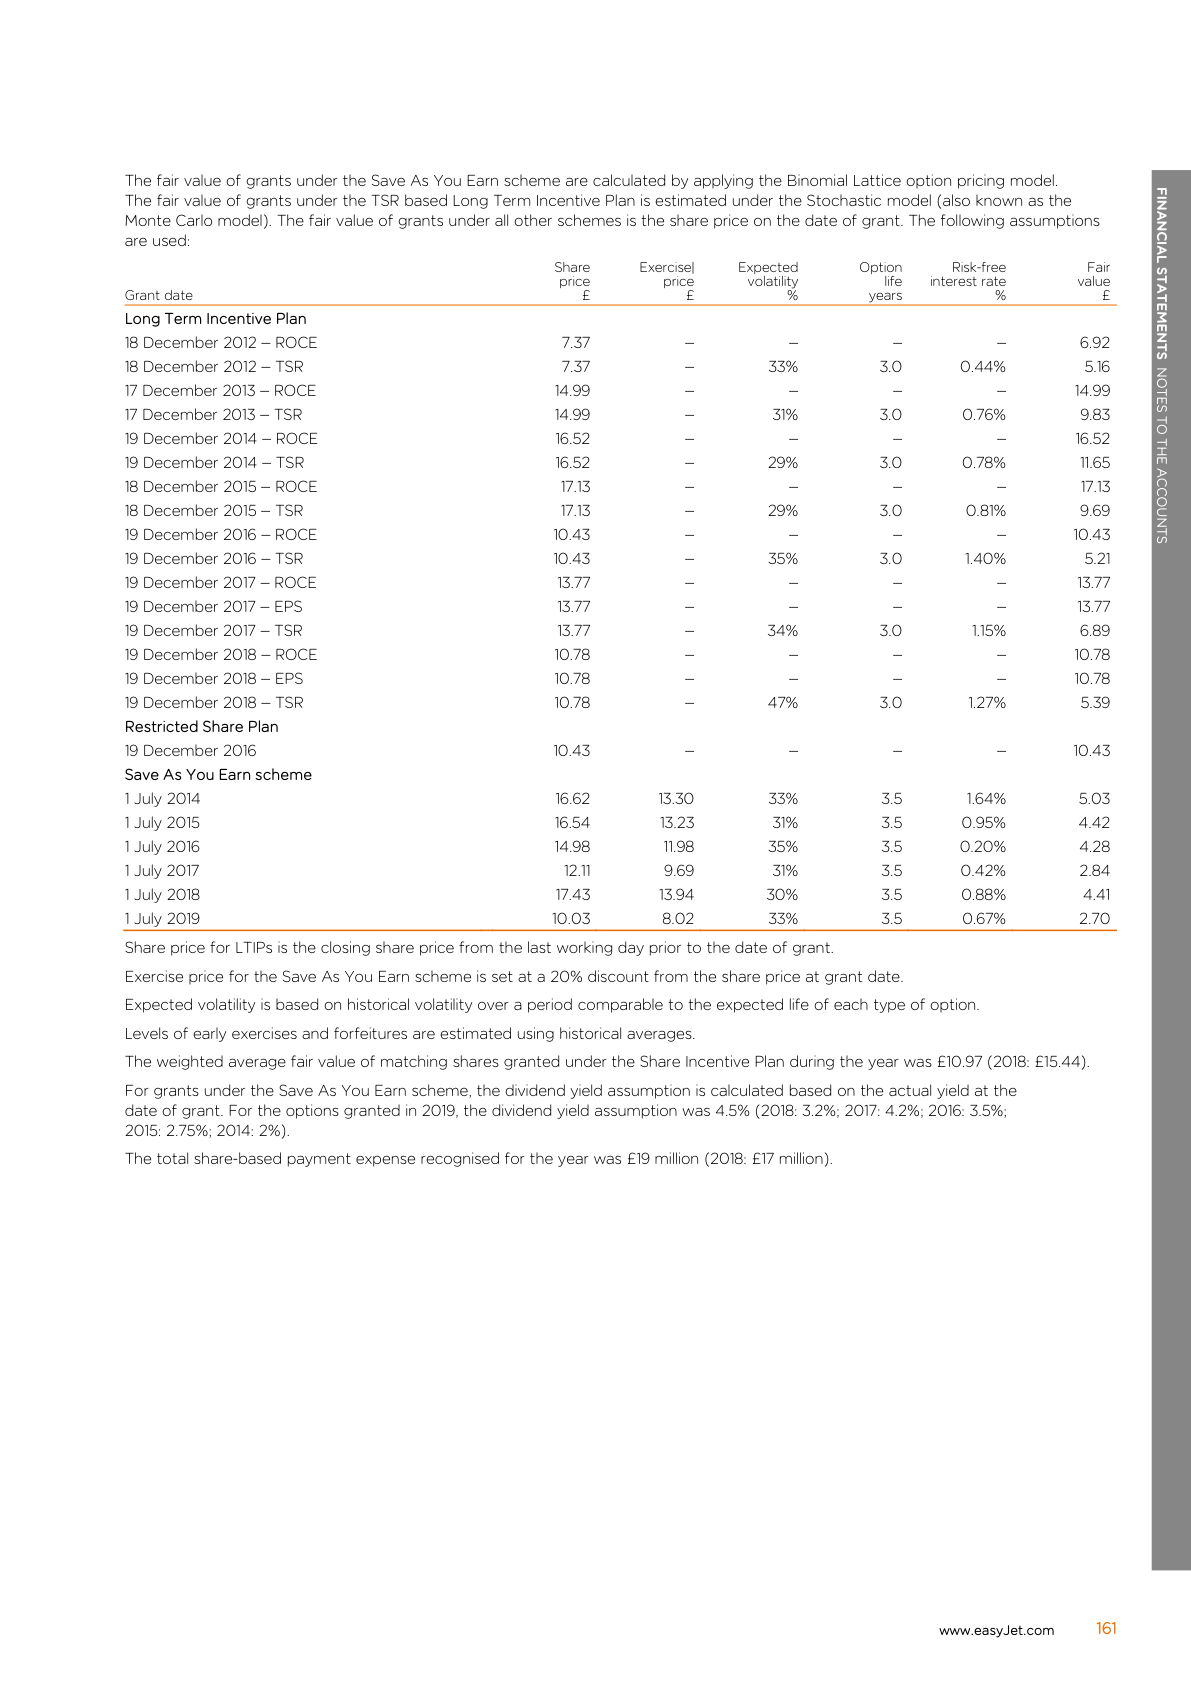 The fair value of grants under the Save As You Earn scheme are calculated by applying the Binomial Lattice option pricing model.
The fair value of grants under the TSR based Long Term Incentive Plan is estimated under the Stochastic model (also known as the
Monte Carlo model). The fair value of grants under all other schemes is the share price on the date of grant. The following assumptions
are used:
Grant date Share price £ Exercise| price £ Expected volatility % Option life years Risk-free interest rate % Fair value £
Long Term Incentive Plan
18 December 2012 – ROCE 7.37 – – – – 6.92
18 December 2012 – TSR 7.37 – 33% 3.0 0.44% 5.16
17 December 2013 – ROCE 14.99 – – – – 14.99
17 December 2013 – TSR 14.99 – 31% 3.0 0.76% 9.83
19 December 2014 – ROCE 16.52 – – – – 16.52
19 December 2014 – TSR 16.52 – 29% 3.0 0.78% 11.65
18 December 2015 – ROCE 17.13 – – – – 17.13
18 December 2015 – TSR 17.13 – 29% 3.0 0.81% 9.69
19 December 2016 – ROCE 10.43 – – – – 10.43
19 December 2016 – TSR 10.43 – 35% 3.0 1.40% 5.21
19 December 2017 – ROCE 13.77 – – – – 13.77
19 December 2017 – EPS 13.77 – – – – 13.77
19 December 2017 – TSR 13.77 – 34% 3.0 1.15% 6.89
19 December 2018 – ROCE 10.78 – – – – 10.78
19 December 2018 – EPS 10.78 – – – – 10.78
19 December 2018 – TSR 10.78 – 47% 3.0 1.27% 5.39
Restricted Share Plan
19 December 2016 10.43 – – – – 10.43
Save As You Earn scheme
1 July 2014 16.62 13.30 33% 3.5 1.64% 5.03
1 July 2015 16.54 13.23 31% 3.5 0.95% 4.42
1 July 2016 14.98 11.98 35% 3.5 0.20% 4.28
1 July 2017 12.11 9.69 31% 3.5 0.42% 2.84
1 July 2018 17.43 13.94 30% 3.5 0.88% 4.41
1 July 2019 10.03 8.02 33% 3.5 0.67% 2.70
Share price for LTIPs is the closing share price from the last working day prior to the date of grant.
Exercise price for the Save As You Earn scheme is set at a 20% discount from the share price at grant date.
Expected volatility is based on historical volatility over a period comparable to the expected life of each type of option.
Levels of early exercises and forfeitures are estimated using historical averages.
The weighted average fair value of matching shares granted under the Share Incentive Plan during the year was £10.97 (2018: £15.44).
For grants under the Save As You Earn scheme, the dividend yield assumption is calculated based on the actual yield at the
date of grant. For the options granted in 2019, the dividend yield assumption was 4.5% (2018: 3.2%; 2017: 4.2%; 2016: 3.5%;
2015: 2.75%; 2014: 2%).
The total share-based payment expense recognised for the year was £19 million (2018: £17 million).
FINANCIAL STATEMENTS NOTES TO THE ACCOUNTS
www.easyJet.com 161